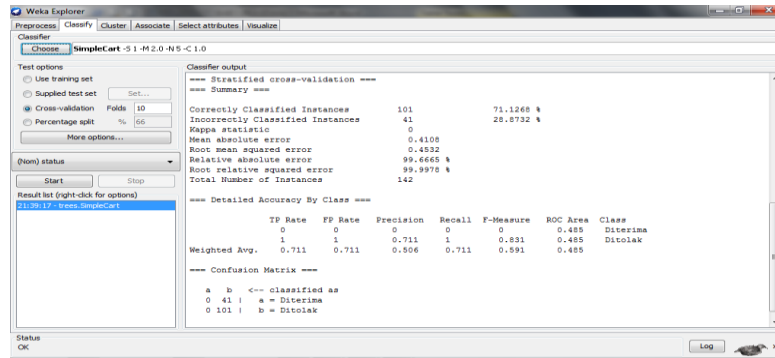 Weka Explorer
Preprocess Classify Cluster Associate Select attributes Visualize
Classifier
Choose SimpleCart -S 1 -M 2.0 -N 5 -C 1.0
Test options
Use training set
Supplied test set Set...
Cross-validation Folds 10
Percentage split % 66
More options...
(Nom) status
Start Stop
Result list (right-click for options)
21:39:17 - trees.SimpleCart
Classifier output
=== Stratified cross-validation ===
=== Summary ===
Correctly Classified Instances 101 71.1268 %
Incorrectly Classified Instances 41 28.8732 %
Kappa statistic 0
Mean absolute error 0.4108
Root mean squared error 0.4532
Relative absolute error 99.6665 %
Root relative squared error 99.9978 %
Total Number of Instances 142
=== Detailed Accuracy By Class ===
TP Rate FP Rate Precision Recall F-Measure ROC Area Class
0 0 0 0 0 0.485 Diterima
1 1 0.711 1 0.831 0.485 Ditolak
Weighted Avg. 0.711 0.711 0.506 0.711 0.591 0.485
=== Confusion Matrix ===
a b <-- classified as
0 41 | a = Diterima
0 101 | b = Ditolak
Status
OK
Log
x 0